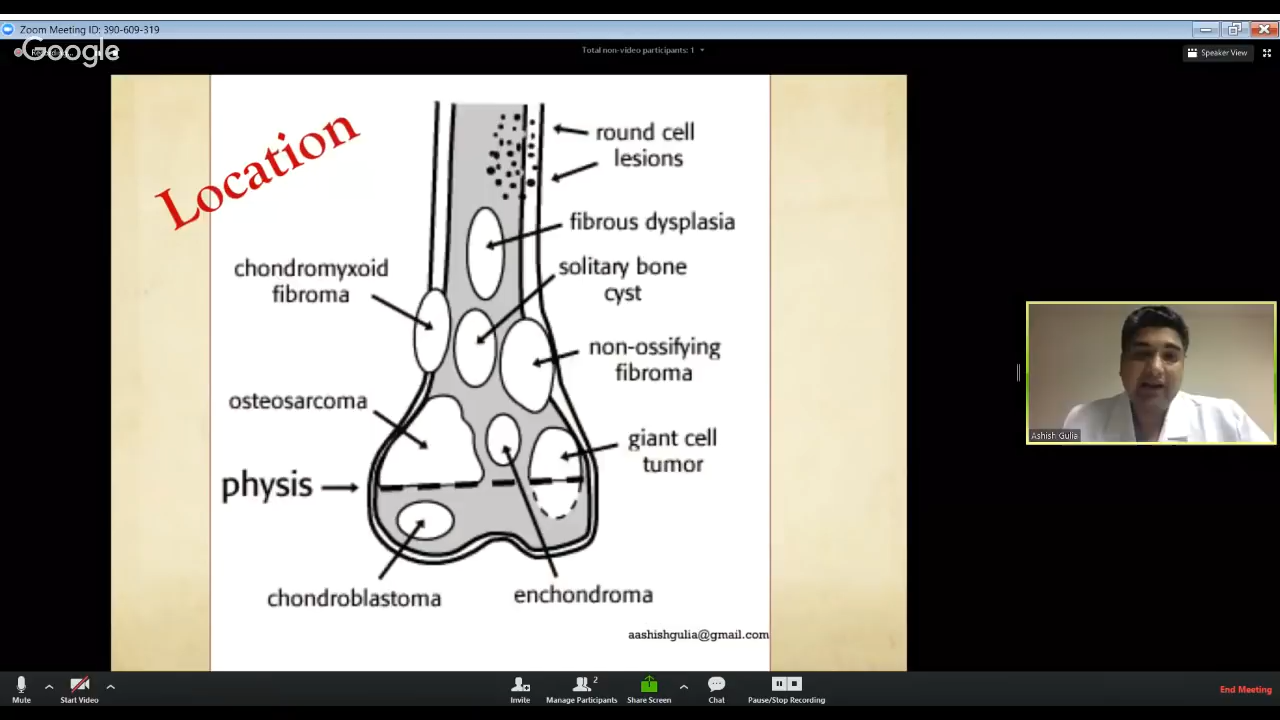 Zoom Meeting ID: 390-609-319
Google
Total non-video participants: 1
Speaker View
Location
round cell
lesions
fibrous dysplasia
solitary bone
cyst
chondromyxoid
fibroma
non-ossifying
fibroma
osteosarcoma
giant cell
tumor
physis
chondroblastoma
enchondroma
aashishgulia@gmail.com
Ashish Gulia
Mute
Start Video
Invite
2
Manage Participants
Share Screen
Chat
Pause/Stop Recording
End Meeting